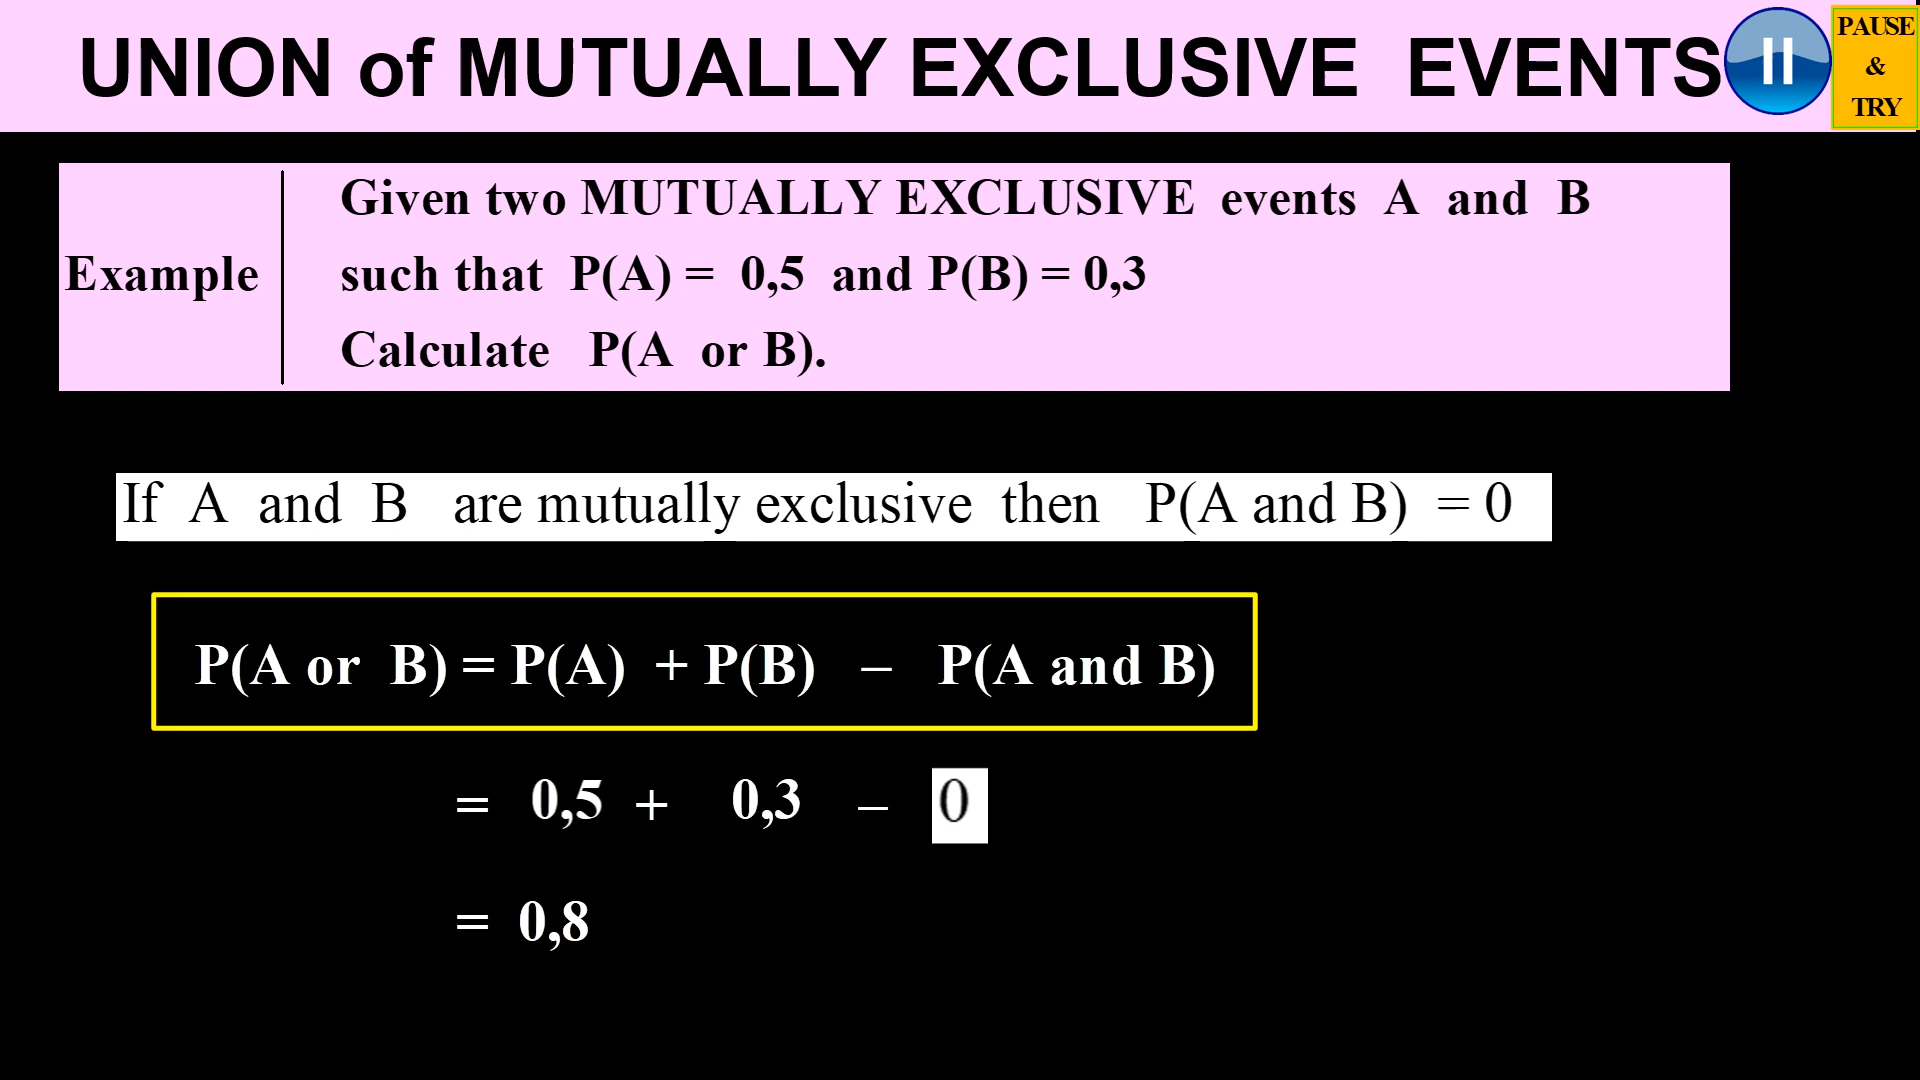 UNION of MUTUALLY EXCLUSIVE EVENTS
PAUSE
&
TRY
Given two MUTUALLY EXCLUSIVE events A and B
Example
such that P(A) = 0,5 and P(B) = 0,3
Calculate P(A or B).
If A and B are mutually exclusive then P(A and B) = 0
P(A or B) = P(A) + P(B) – P(A and B)
= 0,5 + 0,3 – 0
= 0,8